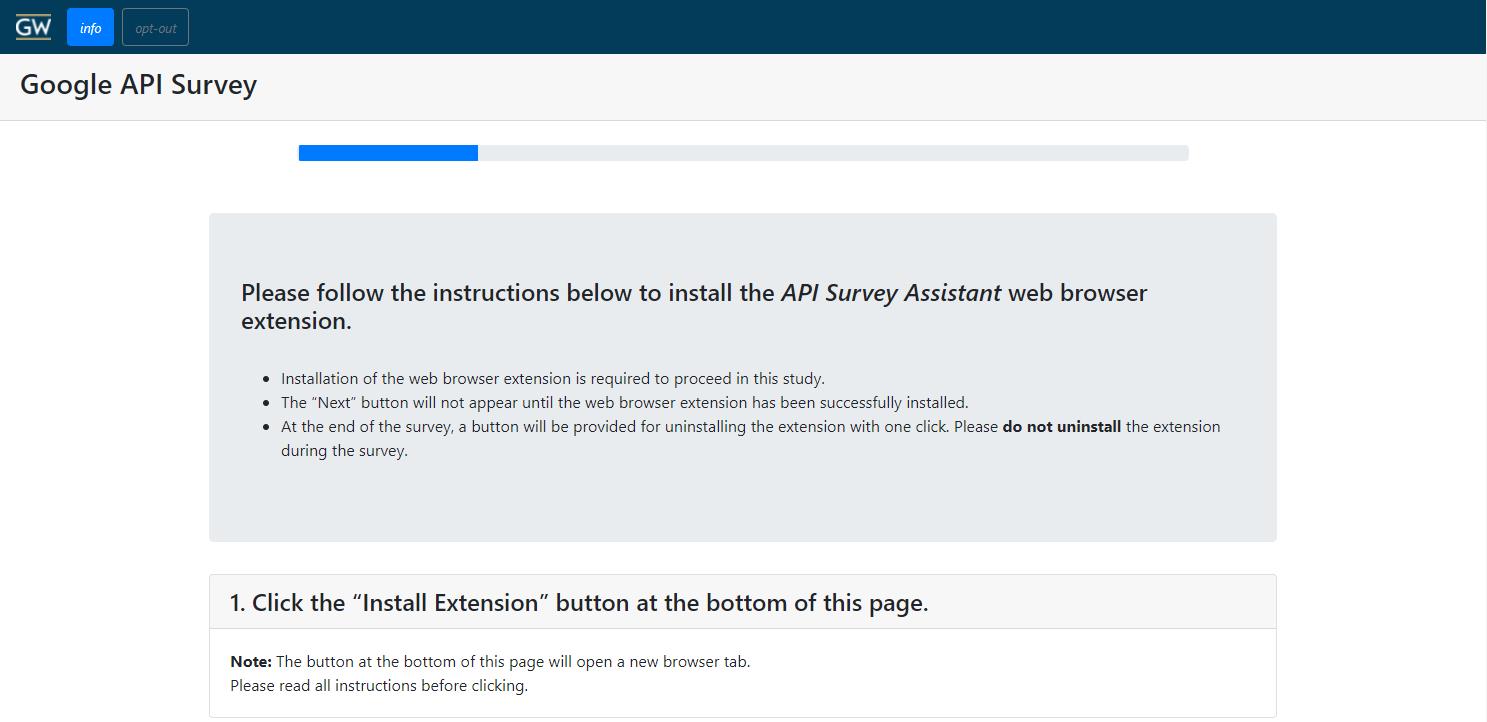 GW info opt-out
Google API Survey
Please follow the instructions below to install the API Survey Assistant web browser
extension.
• Installation of the web browser extension is required to proceed in this study.
• The “Next” button will not appear until the web browser extension has been successfully installed.
• At the end of the survey, a button will be provided for uninstalling the extension with one click. Please do not uninstall the extension
during the survey.
1. Click the “Install Extension” button at the bottom of this page.
Note: The button at the bottom of this page will open a new browser tab.
Please read all instructions before clicking.